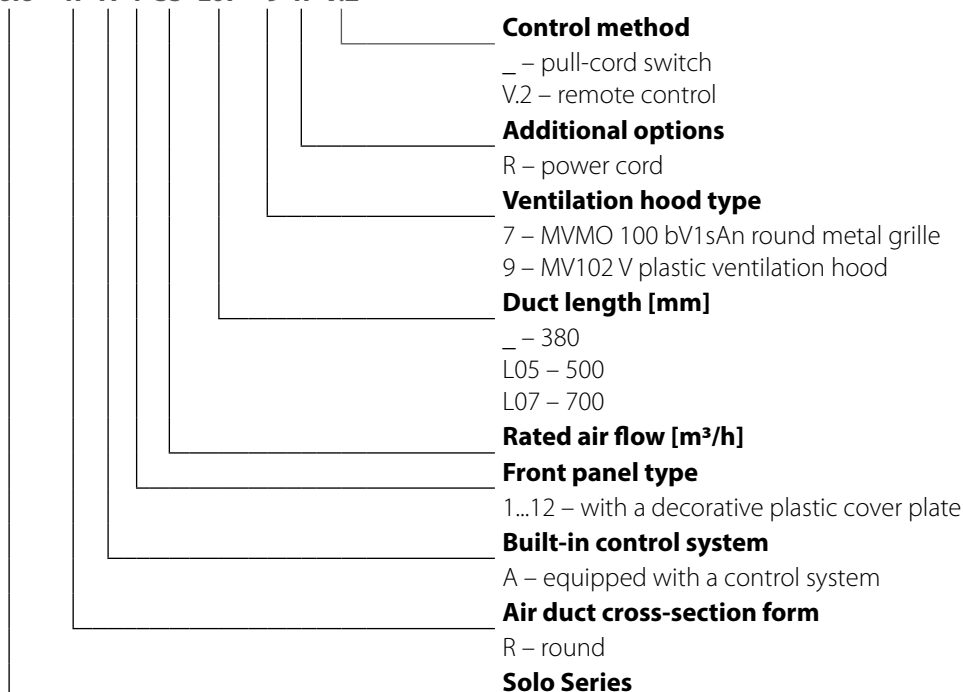 Control method
_ – pull-cord switch
V.2 – remote control
Additional options
R – power cord
Ventilation hood type
7 – MVMO 100 bV1sAn round metal grille
9 – MV102 V plastic ventilation hood
Duct length [mm]
_ – 380
L05 – 500
L07 – 700
Rated air flow [m³/h]
Front panel type
1...12 – with a decorative plastic cover plate
Built-in control system
A – equipped with a control system
Air duct cross-section form
R – round
Solo Series